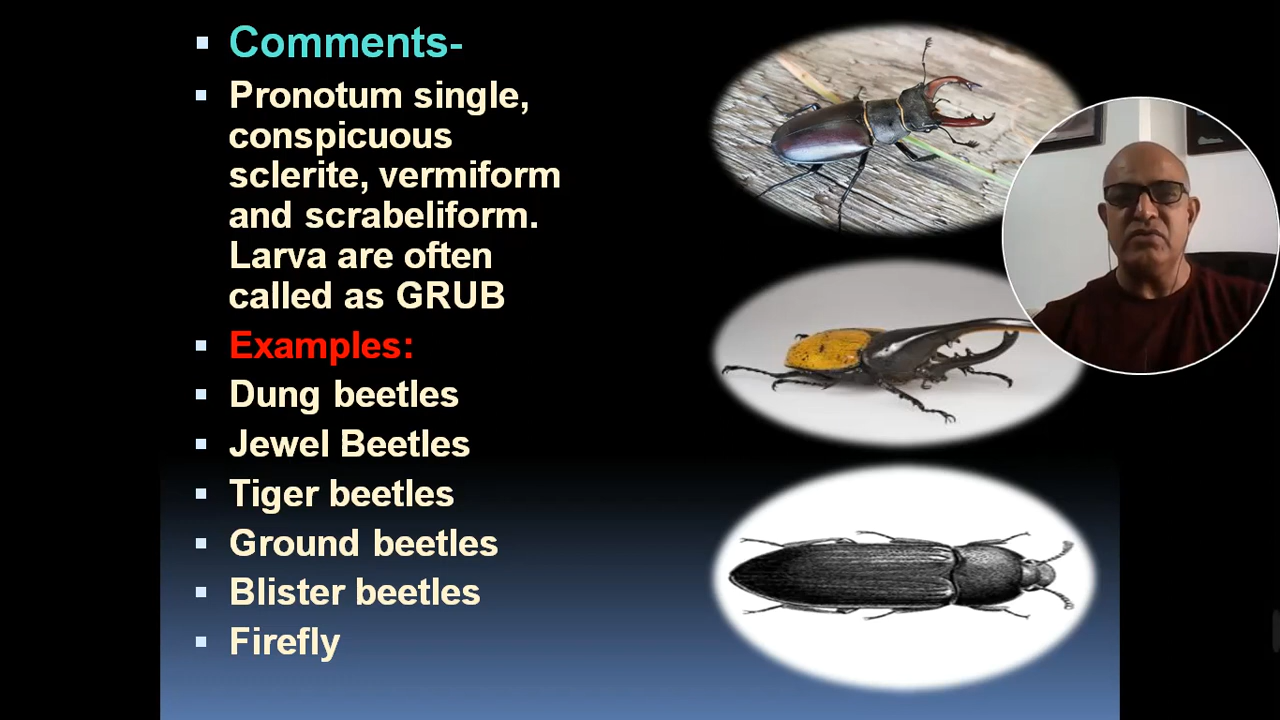 Comments-
Pronotum single,
conspicuous
sclerite, vermiform
and scrabeliform.
Larva are often
called as GRUB
Examples:
Dung beetles
Jewel Beetles
Tiger beetles
Ground beetles
Blister beetles
Firefly